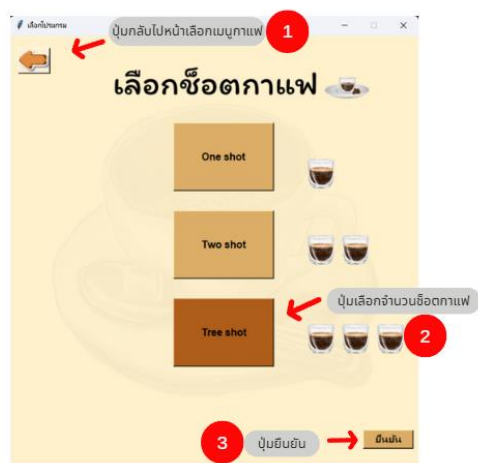 เลือกโปรแกรม
ปุ่มกลับไปหน้าเลือกเมนูกาแฟ
1
เลือกช็อตกาแฟ
One shot
Two shot
ปุ่มเลือกจำนวนช็อตกาแฟ
Tree shot
2
3
ปุ่มยืนยัน
ยืนยัน